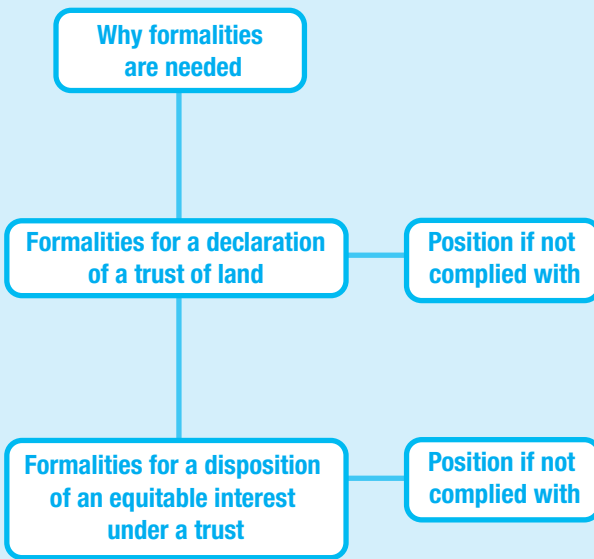 Why formalities
are needed
Formalities for a declaration
of a trust of land
Position if not
complied with
Formalities for a disposition
of an equitable interest
under a trust
Position if not
complied with